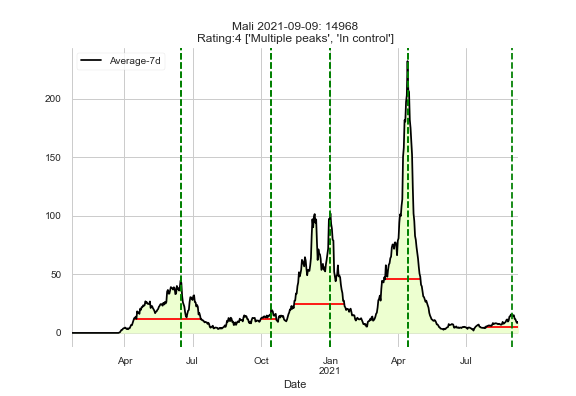 Mali 2021-09-09: 14968
Rating:4 ['Multiple peaks', 'In control']
Average-7d
200
150
100
50
0
Apr
Jul
Oct
Jan
2021
Apr
Jul
Date